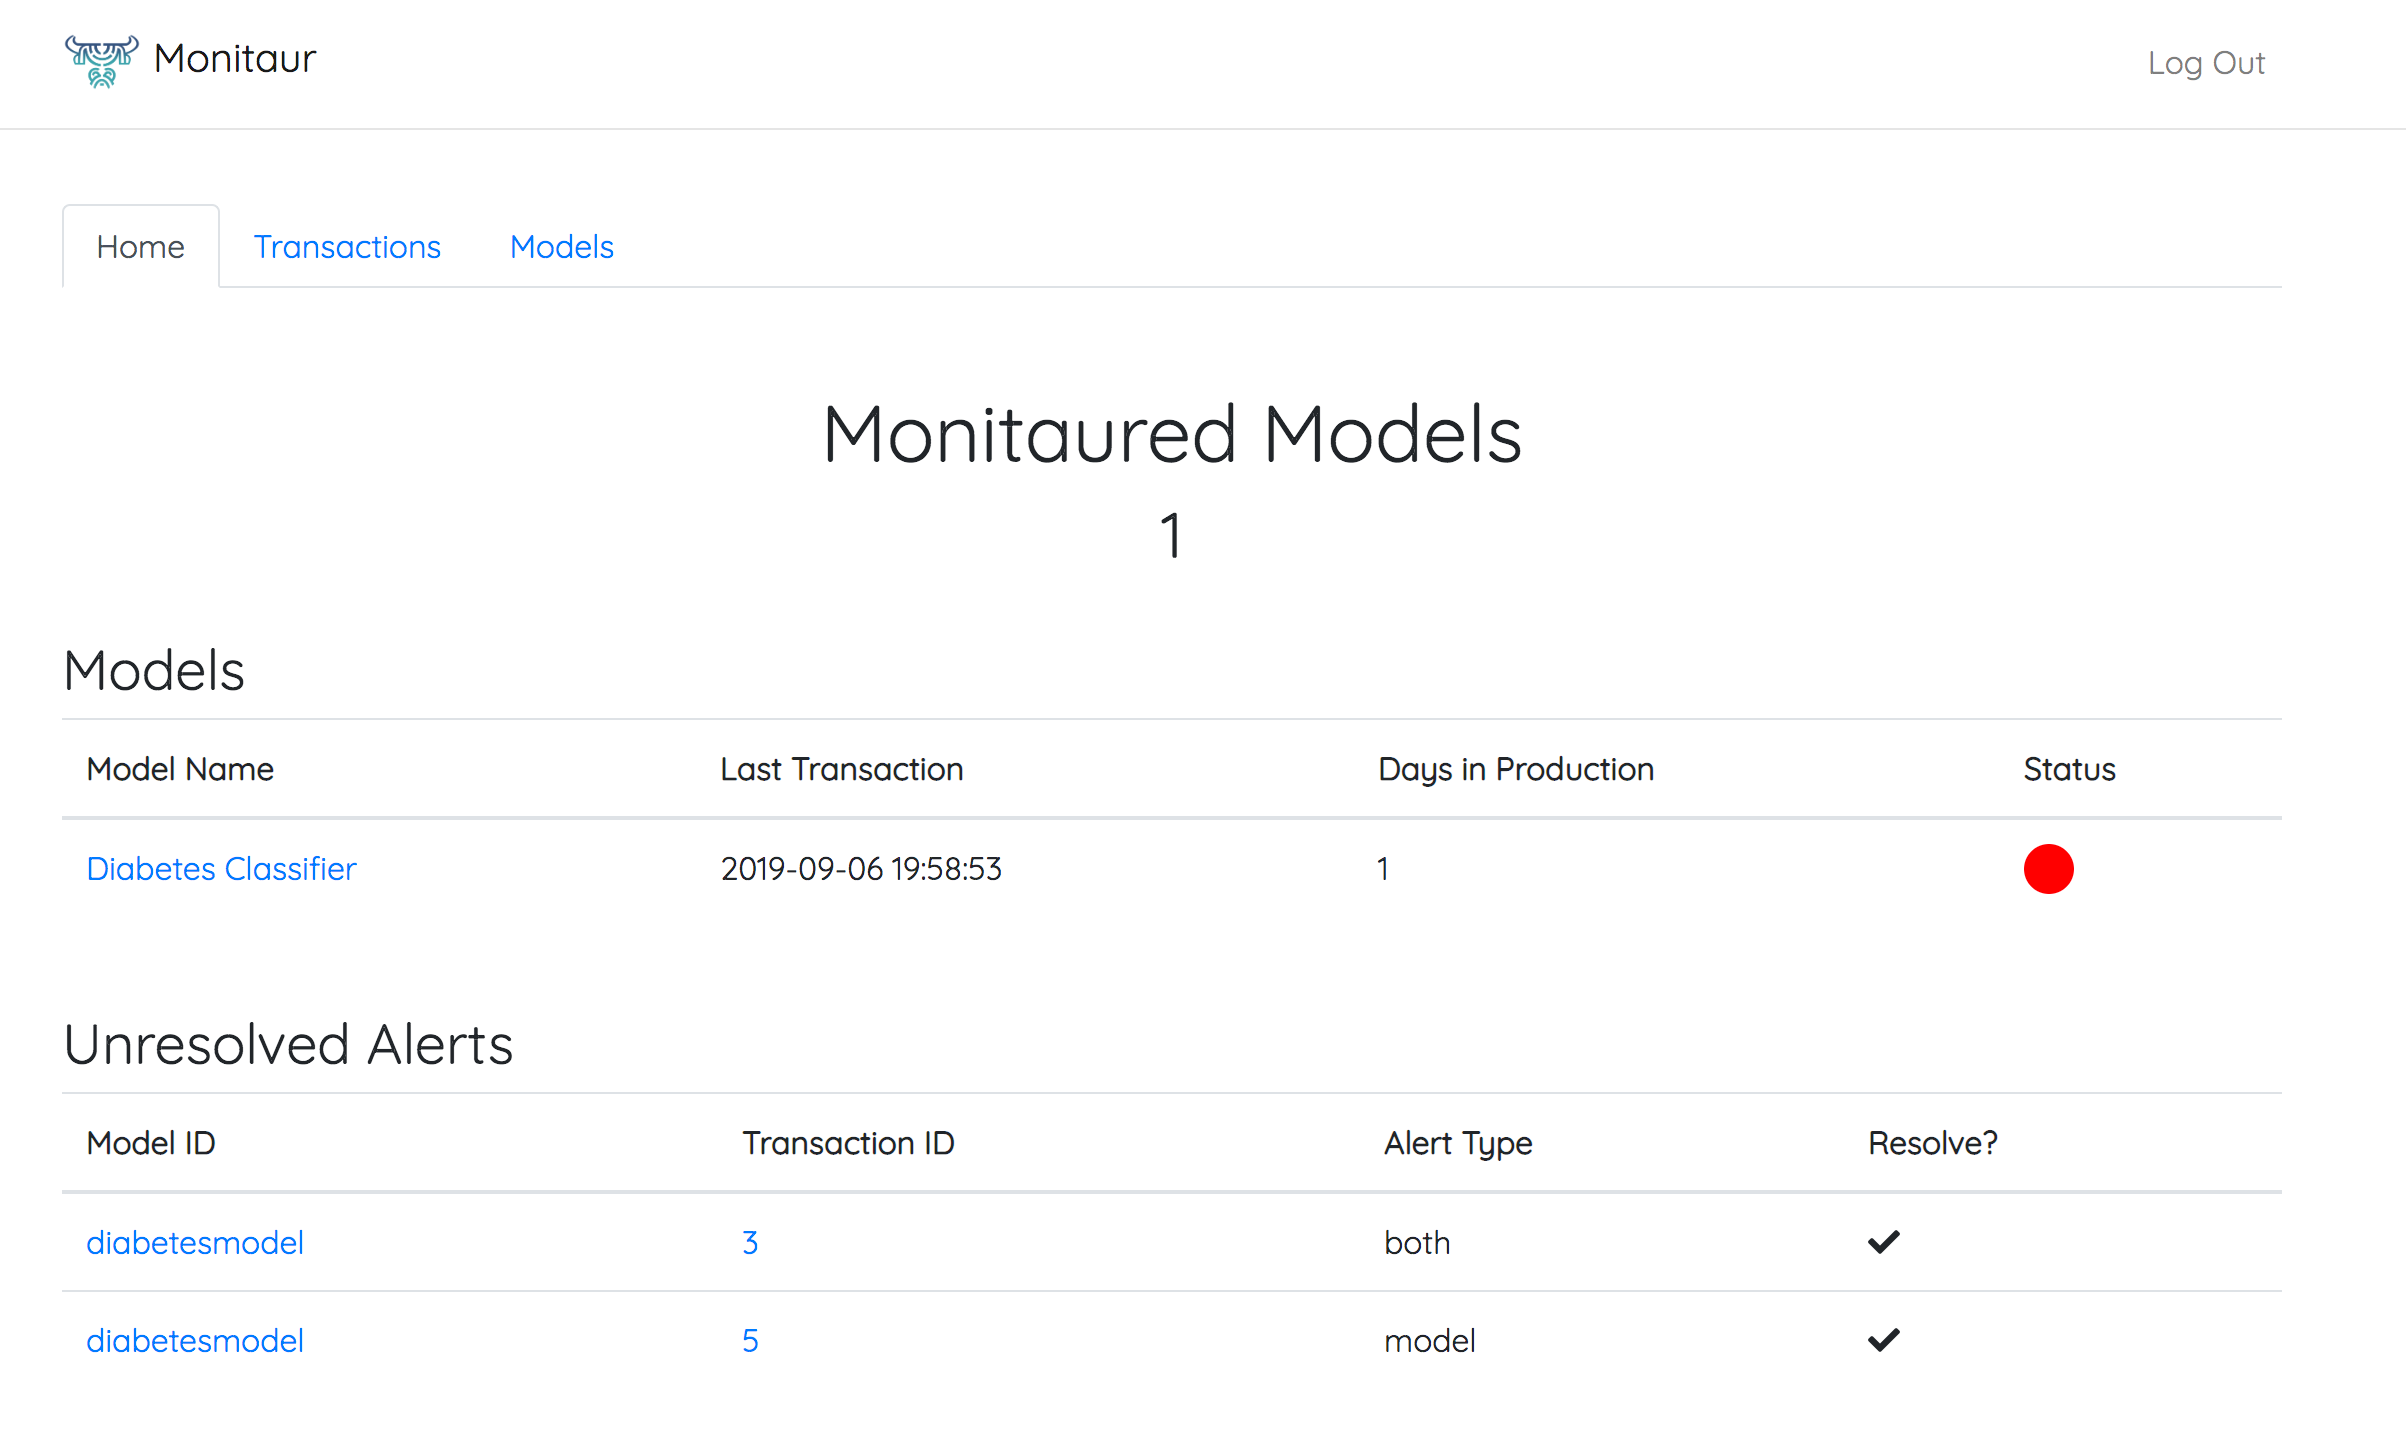 Monitaur Log Out
Home Transactions Models
Monitaured Models
1
Models
Model Name Last Transaction Days in Production Status
Diabetes Classifier 2019-09-06 19:58:53 1
Unresolved Alerts
Model ID Transaction ID Alert Type Resolve?
diabetesmodel 3 both
diabetesmodel 5 model